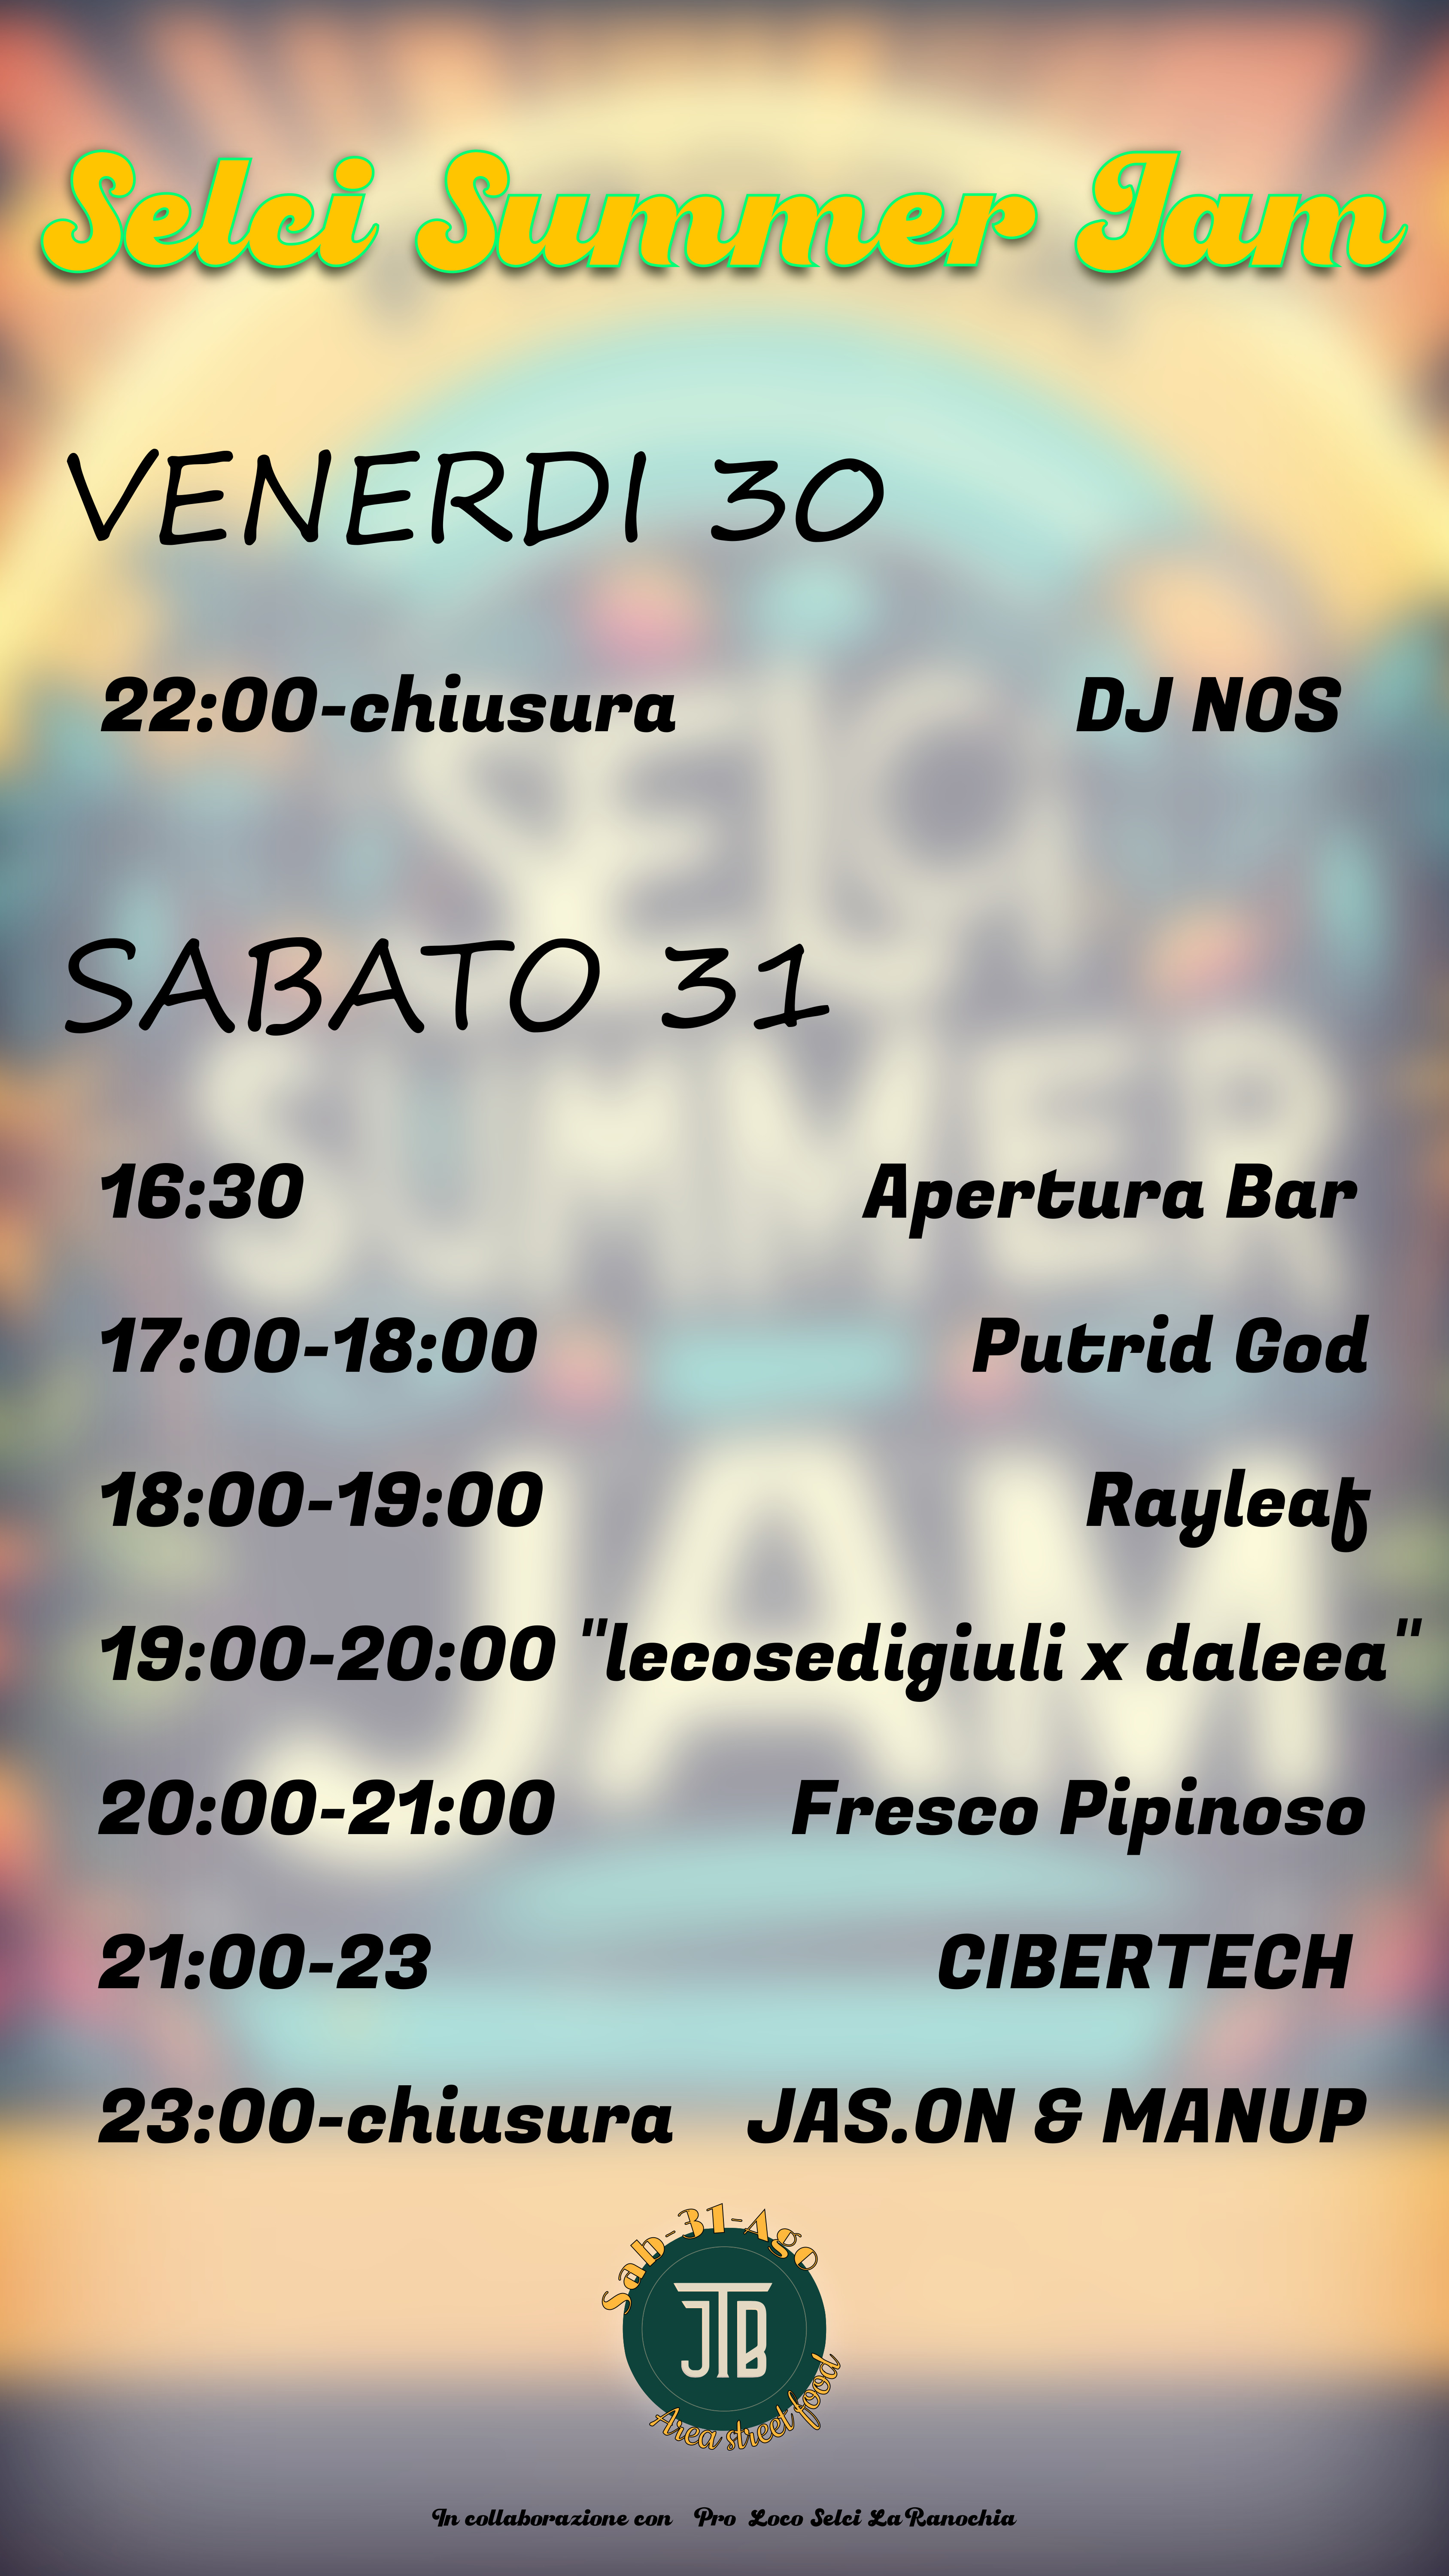 Selci Summer Jam
VENERDI 30
22:00-chiusura DJ NOS
SABATO 31
16:30 Apertura Bar
17:00-18:00 Putrid God
18:00-19:00 Rayleaf
19:00-20:00 "lecosedigiuli x daleea"
20:00-21:00 Fresco Pipinoso
21:00-23 CIBERTECH
23:00-chiusura JAS.ON & MANUP
Sab-31-Ago
JTB
Area street food
In collaborazione con Pro Loco Selci La Ranochia
SELCI
SUMMER
JAM